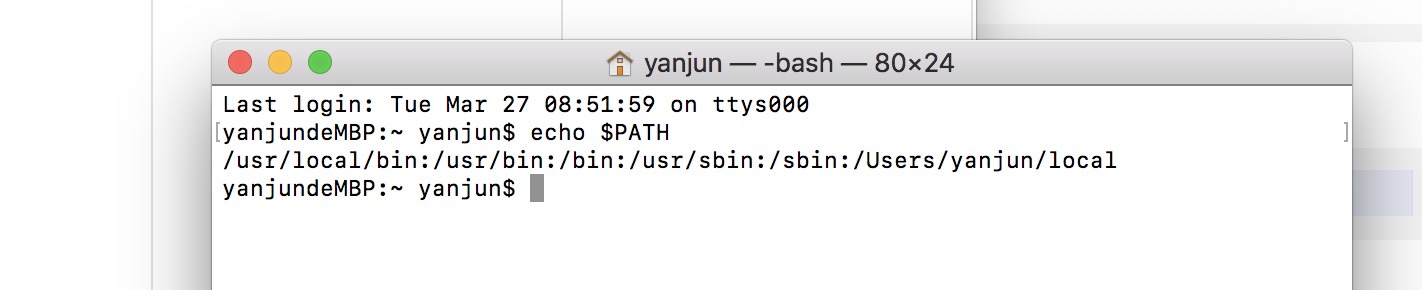 yanjun — -bash — 80×24
Last login: Tue Mar 27 08:51:59 on ttys000
[yanjundeMBP:~ yanjun$ echo $PATH ]
/usr/local/bin:/usr/bin:/bin:/usr/sbin:/sbin:/Users/yanjun/local
yanjundeMBP:~ yanjun$